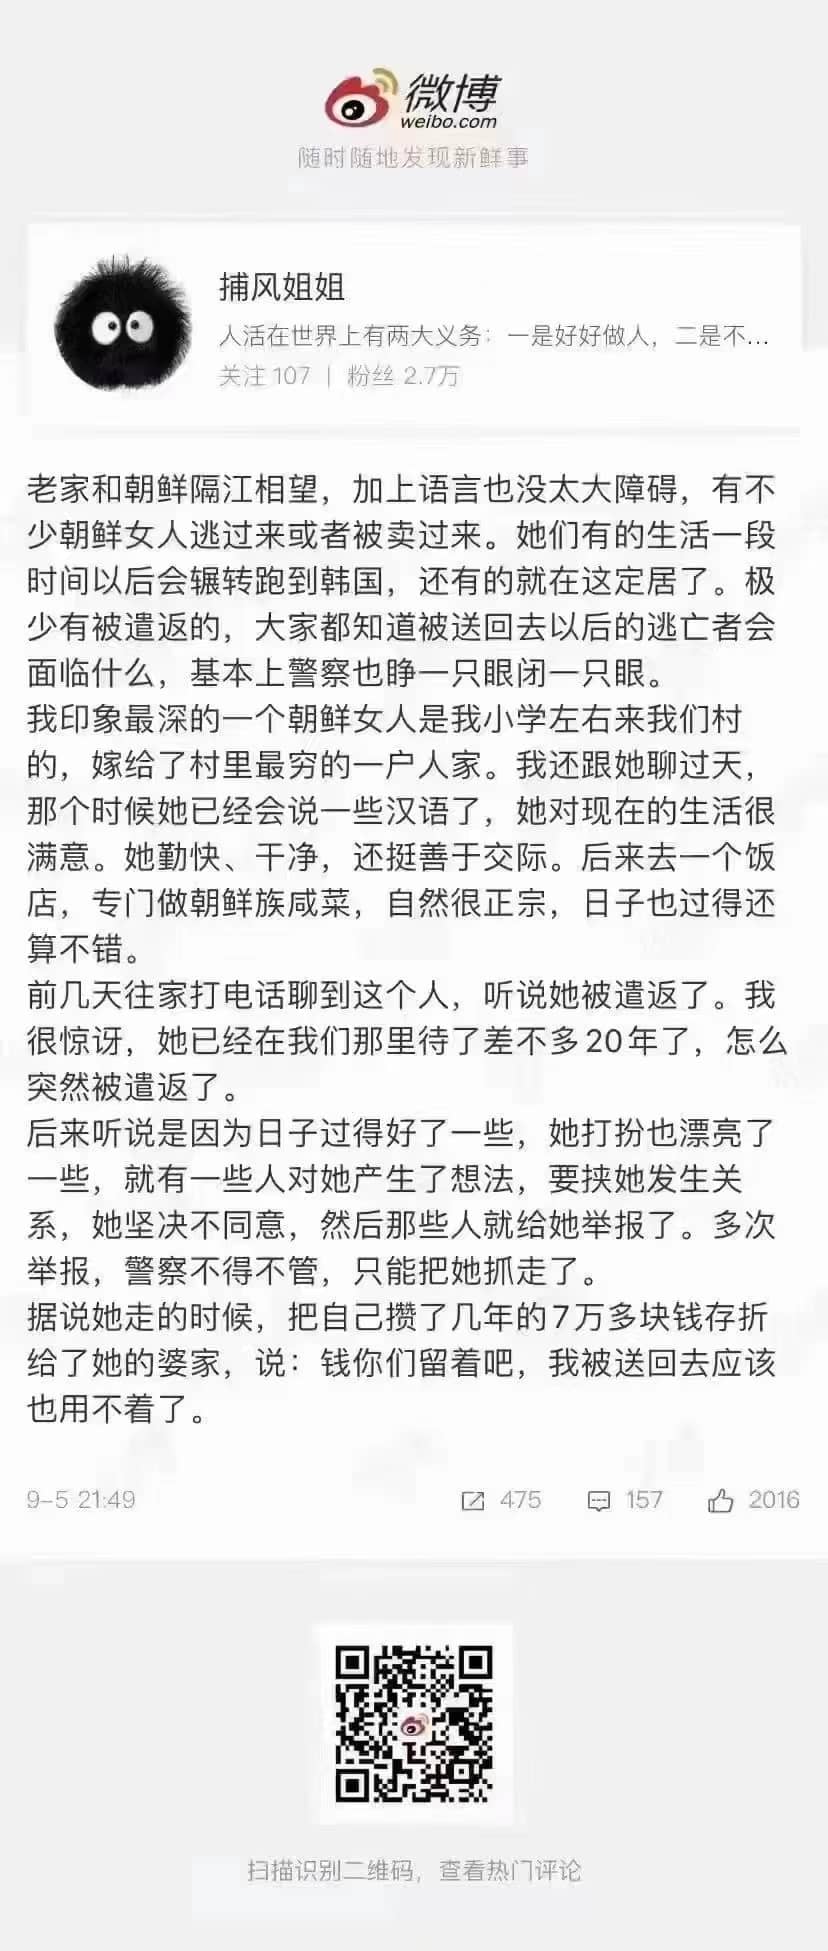 微博
weibo.com
随时随地发现新鲜事
捕风姐姐
人活在世界上有两大义务：一是好好做人，二是不...
关注 107 | 粉丝 2.7万
老家和朝鲜隔江相望，加上语言也没太大障碍，有不
少朝鲜女人逃过来或者被卖过来。她们有的生活一段
时间以后会辗转跑到韩国，还有的就在这定居了。极
少有被遣返的，大家都知道被送回去以后的逃亡者会
面临什么，基本上警察也睁一只眼闭一只眼。
我印象最深的一个朝鲜女人是我小学左右来我们村
的，嫁给了村里最穷的一户人家。我还跟她聊过天，
那个时候她已经会说一些汉语了，她对现在的生活很
满意。她勤快、干净，还挺善于交际。后来去一个饭
店，专门做朝鲜族咸菜，自然很正宗，日子也过得还
算不错。
前几天往家打电话聊到这个人，听说她被遣返了。我
很惊讶，她已经在我们那里待了差不多20年了，怎么
突然被遣返了。
后来听说是因为日子过得好了一些，她打扮也漂亮了
一些，就有一些人对她产生了想法，要挟她发生关
系，她坚决不同意，然后那些人就给她举报了。多次
举报，警察不得不管，只能把她抓走了。
据说她走的时候，把自己攒了几年的7万多块钱存折
给了她的婆家，说：钱你们留着吧，我被送回去应该
也用不着了。
9-5 21:49 475 157 2016
扫描识别二维码，查看热门评论